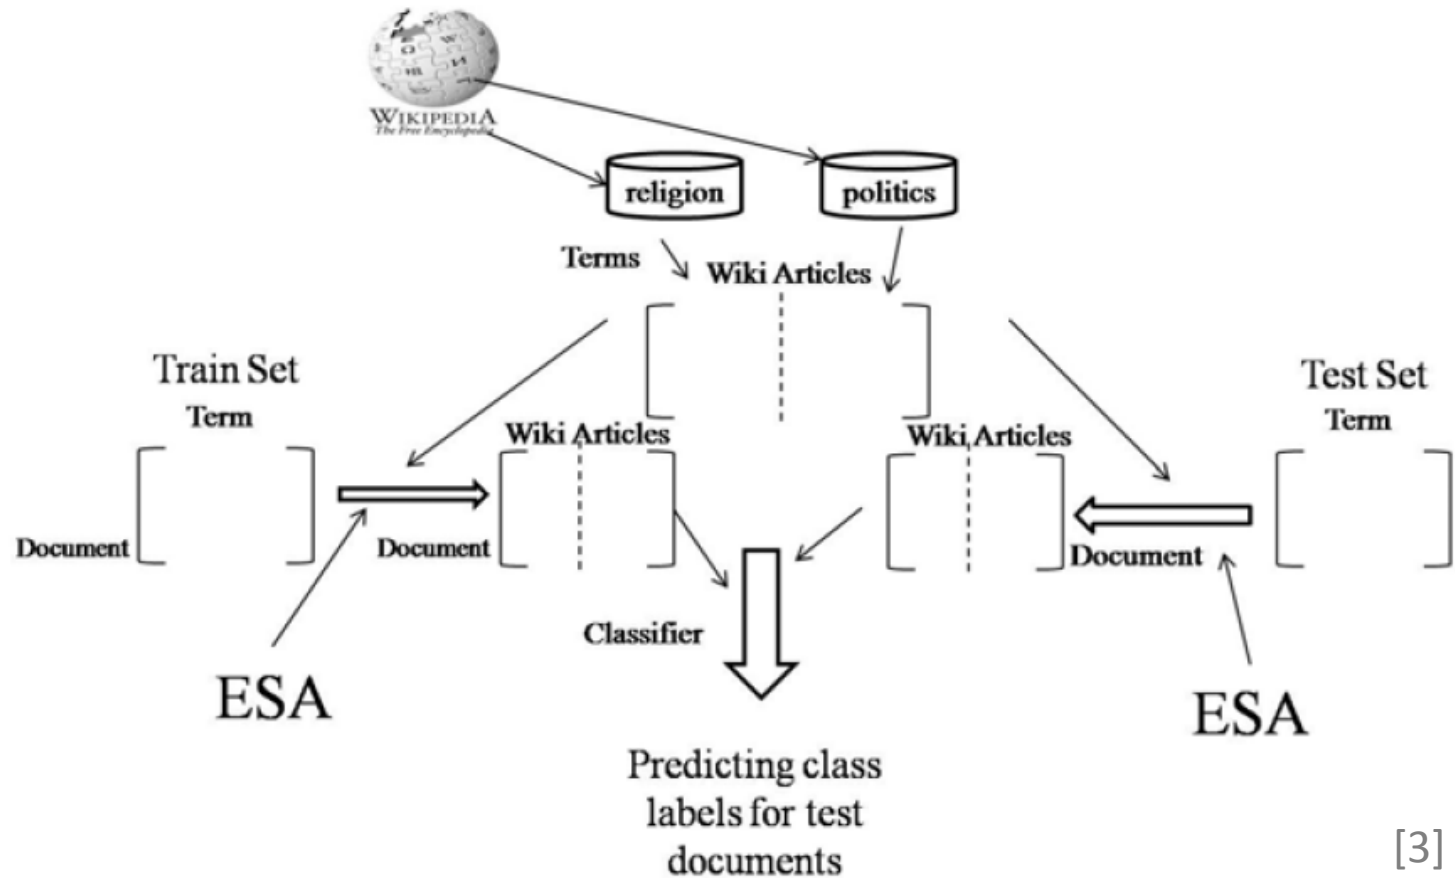 WIKIPEDIA
The Free Encyclopedia
religion
politics
Terms
Wiki Articles
Train Set
Term
Test Set
Term
Wiki Articles
Wiki Articles
Document
Document
Document
Classifier
ESA
ESA
Predicting class
labels for test
documents
[3]